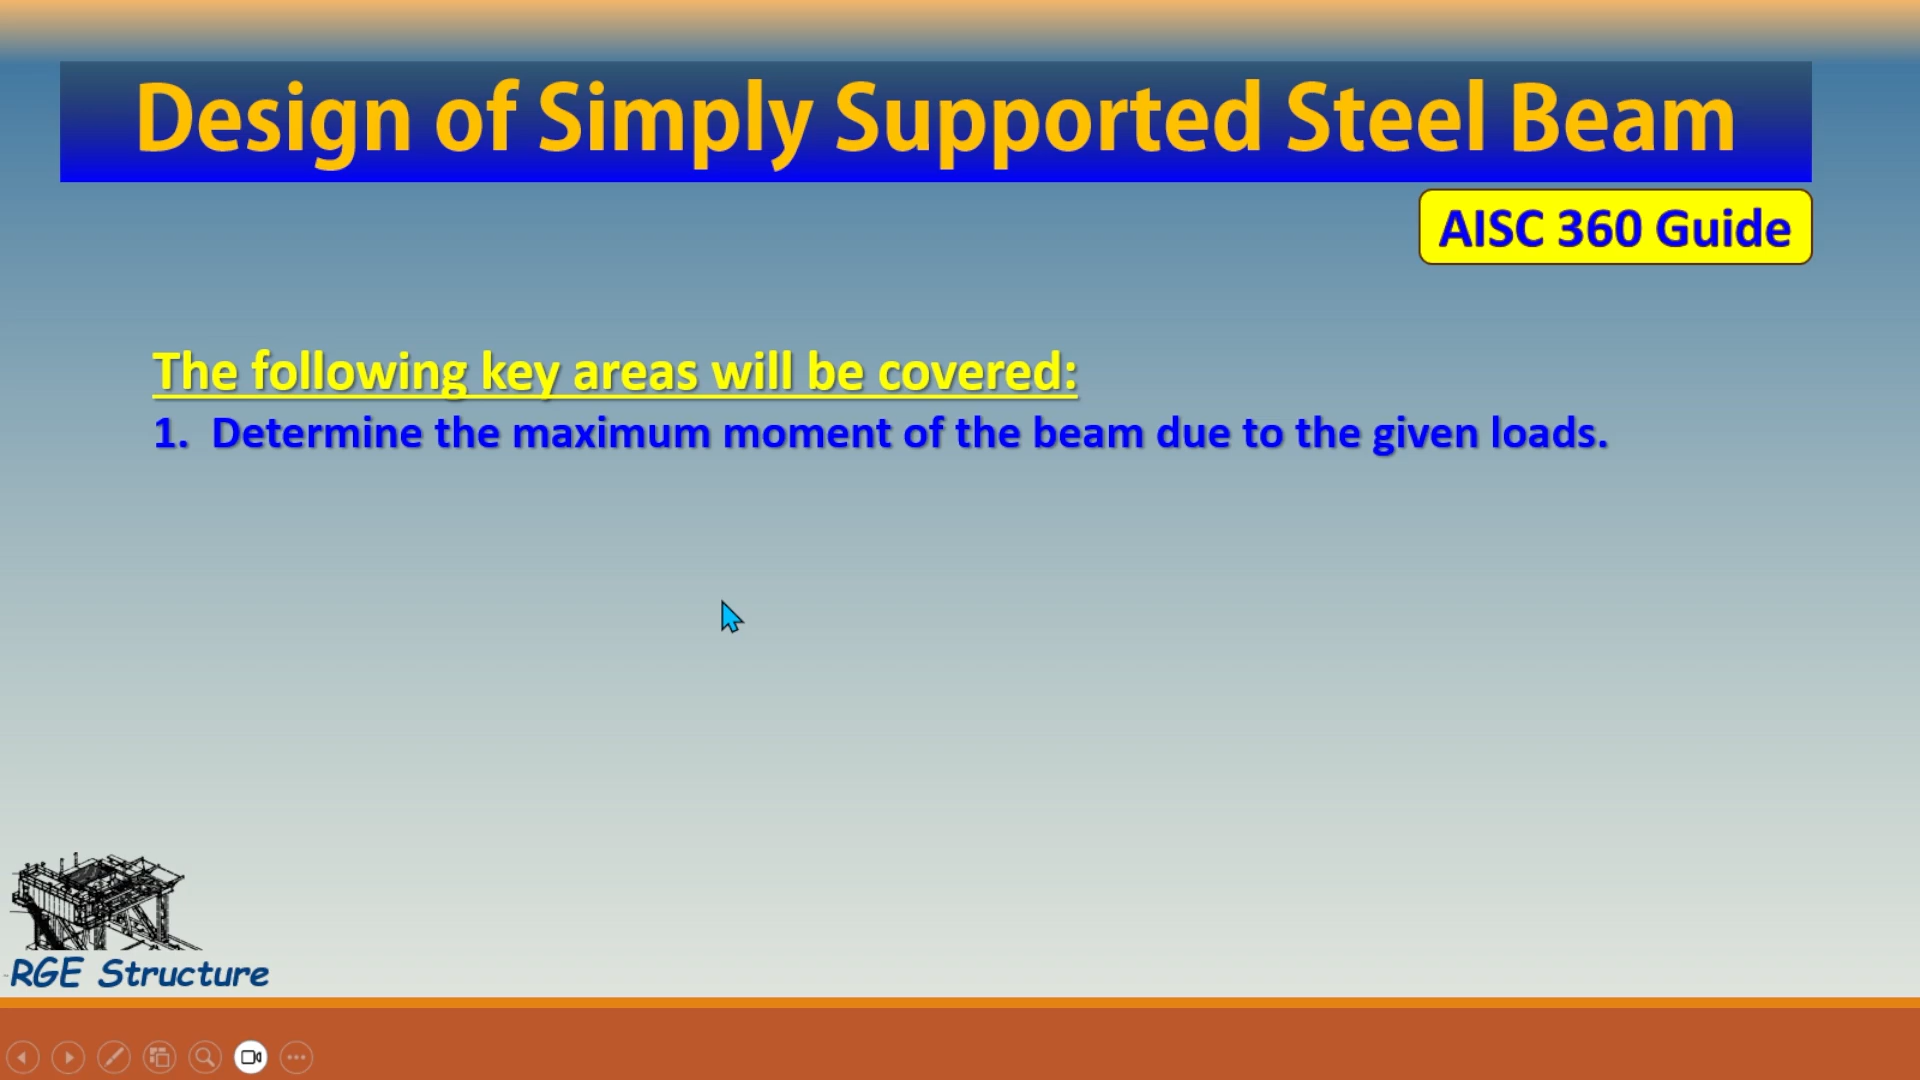 Design of Simply Supported Steel Beam
AISC 360 Guide
The following key areas will be covered:
1. Determine the maximum moment of the beam due to the given loads.
RGE Structure